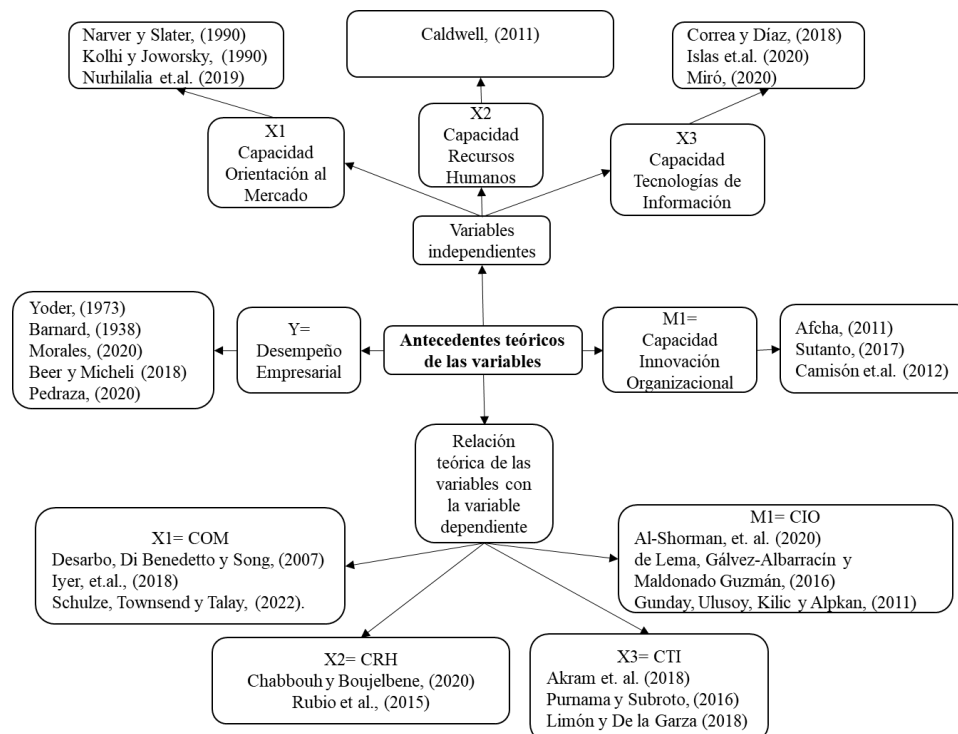 Narver y Slater, (1990)
Kolhi y Joworsky, (1990)
Nurhilalia et.al. (2019)
Caldwell, (2011)
Correa y Díaz, (2018)
Islas et.al. (2020)
Miró, (2020)
X1
Capacidad
Orientación al
Mercado
X2
Capacidad
Recursos
Humanos
X3
Capacidad
Tecnologías de
Información
Variables
independientes
Yoder, (1973)
Barnard, (1938)
Morales, (2020)
Beer y Micheli (2018)
Pedraza, (2020)
Y=
Desempeño
Empresarial
Antecedentes teóricos
de las variables
M1=
Capacidad
Innovación
Organizacional
Afcha, (2011)
Sutanto, (2017)
Camisón et.al. (2012)
Relación
teórica de las
variables con
la variable
dependiente
X1= COM
Desarbo, Di Benedetto y Song, (2007)
Iyer, et.al., (2018)
Schulze, Townsend y Talay, (2022).
M1= CIO
Al-Shorman, et. al. (2020)
de Lema, Gálvez-Albarracín y
Maldonado Guzmán, (2016)
Gunday, Ulusoy, Kilic y Alpkan, (2011)
X2= CRH
Chabbouh y Boujelbene, (2020)
Rubio et al., (2015)
X3= CTI
Akram et. al. (2018)
Purnama y Subroto, (2016)
Limón y De la Garza (2018)